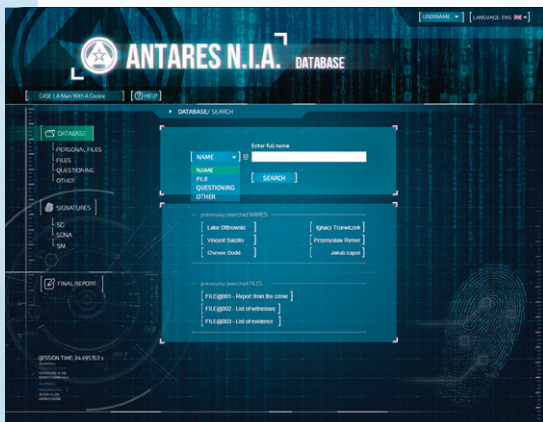 [ USERNAME ] [ LANGUAGE: ENG ]
ANTARES N.I.A. DATABASE
[ CASE 1 A Man With A Cookie ] [ ? HELP ]
DATABASE/ SEARCH
DATABASE
PERSONAL FILES
FILES
QUESTIONING
OTHER
SIGNATURES
SD
SDNA
SM
FINAL REPORT
Enter full name
[ NAME ] @
NAME
FILE
QUESTIONING
OTHER
[ SEARCH ]
previously searched NAMES
[ Luke Otfinowski ] [ Ignacy Trzewiczek ]
[ Vincent Salzillo ] [ Przemysław Rymer ]
[ Chevee Dodd ] [ Jakub Łapot ]
previously searched FILES
[ FILE@001 - Report from the crime ]
[ FILE@002 - List of witnesses ]
[ FILE@003 - List of evidence ]
SESSION TIME 34.495753 s